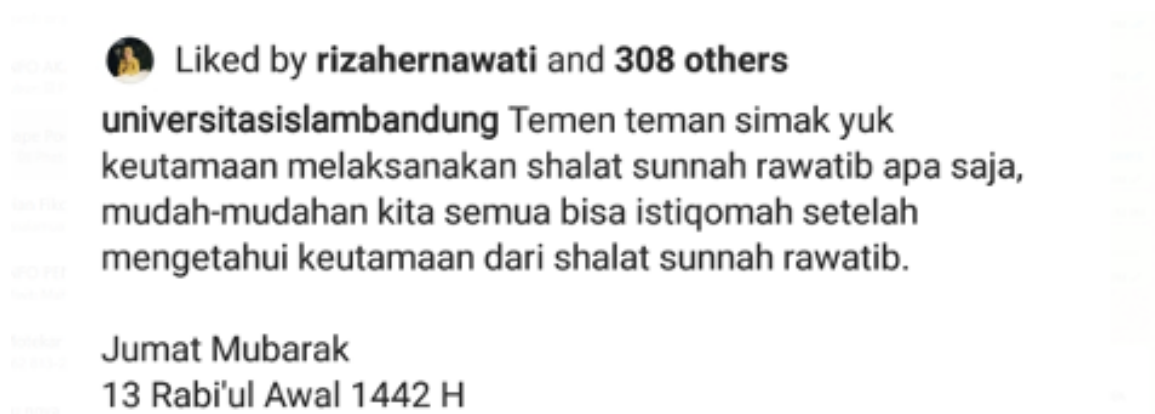 Liked by rizahernawati and 308 others
universitasislambandung Temen teman simak yuk
keutamaan melaksanakan shalat sunnah rawatib apa saja,
mudah-mudahan kita semua bisa istiqomah setelah
mengetahui keutamaan dari shalat sunnah rawatib.
Jumat Mubarak
13 Rabi'ul Awal 1442 H